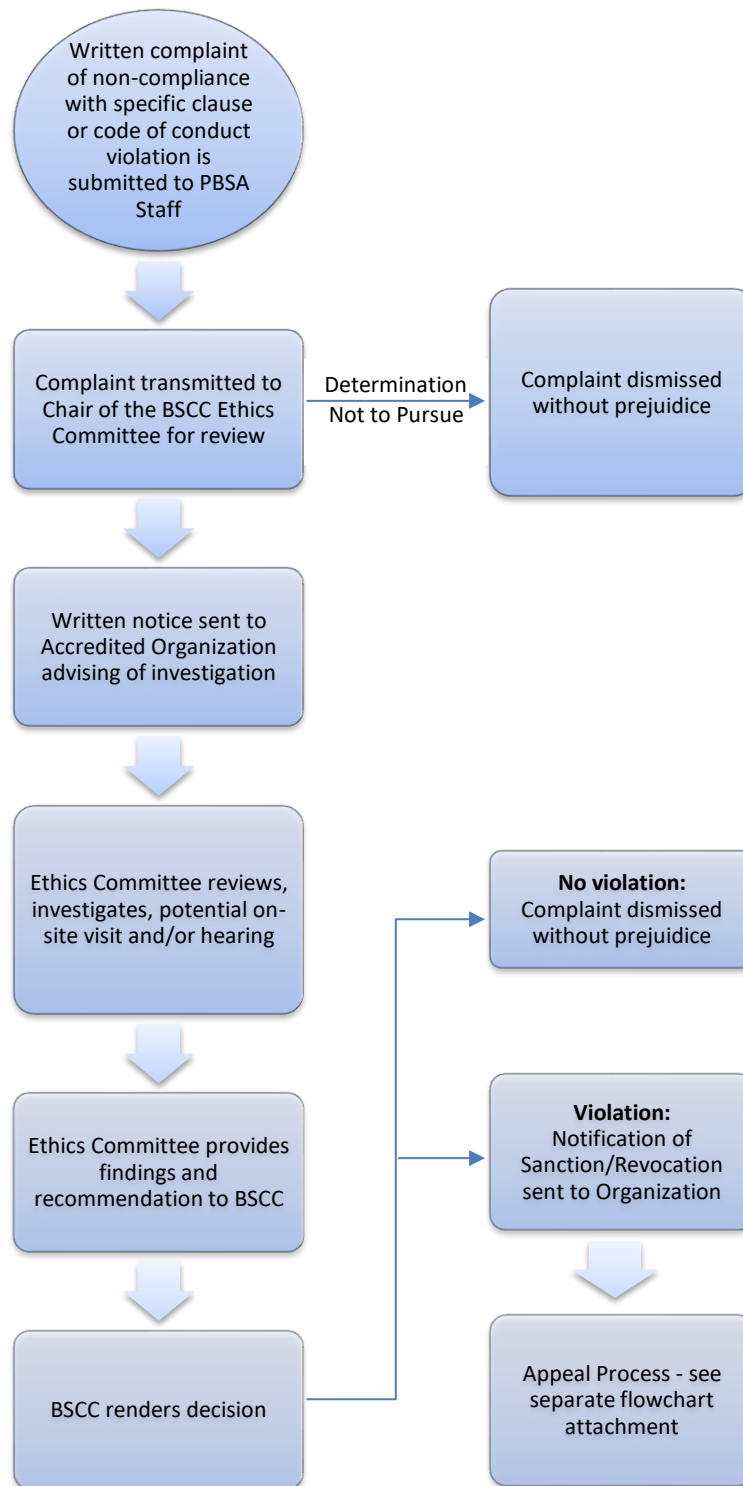 Written complaint
of non-compliance
with specific clause
or code of conduct
violation is
submitted to PBSA
Staff
Complaint transmitted to
Chair of the BSCC Ethics
Committee for review
Determination
Not to Pursue
Complaint dismissed
without prejudice
Written notice sent to
Accredited Organization
advising of investigation
Ethics Committee reviews,
investigates, potential on-
site visit and/or hearing
No violation:
Complaint dismissed
without prejudice
Ethics Committee provides
findings and
recommendation to BSCC
Violation:
Notification of
Sanction/Revocation
sent to Organization
BSCC renders decision
Appeal Process - see
separate flowchart
attachment